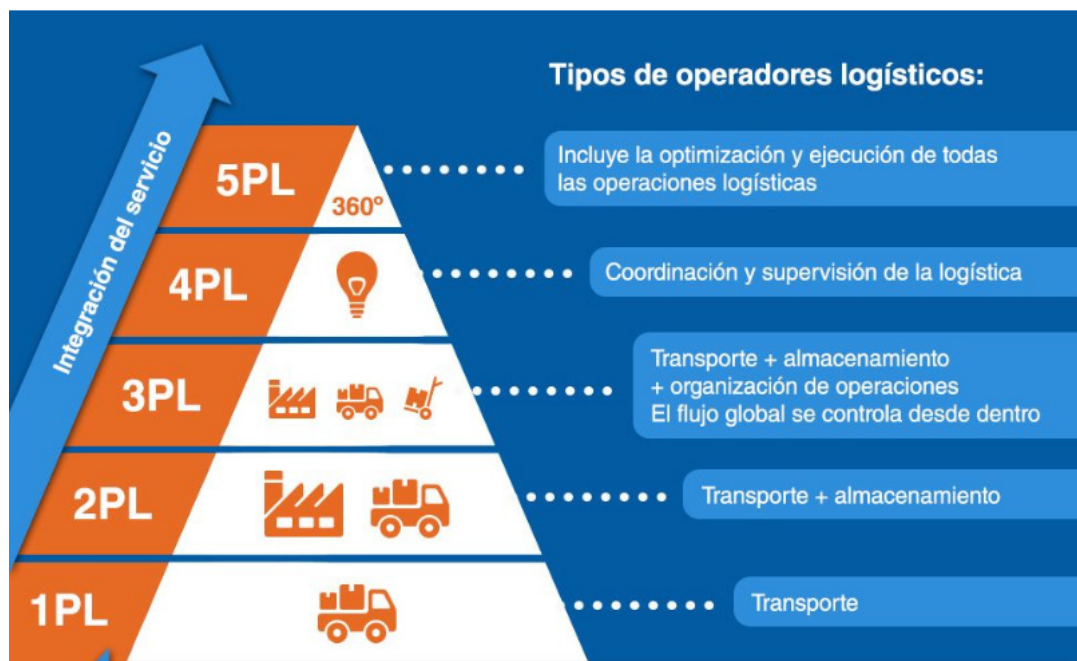 Tipos de operadores logísticos:
Integración del servicio
5PL
360º
Incluye la optimización y ejecución de todas
las operaciones logísticas
4PL
Coordinación y supervisión de la logística
3PL
Transporte + almacenamiento
+ organización de operaciones
El flujo global se controla desde dentro
2PL
Transporte + almacenamiento
1PL
Transporte